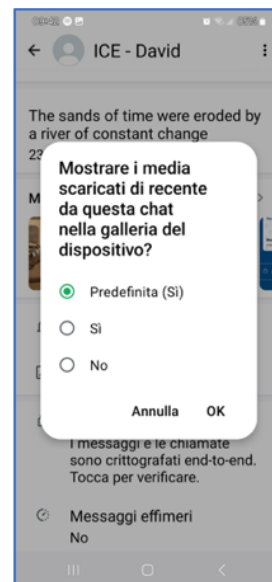 ICE - David
The sands of time were eroded by
a river of constant change
23
M
Mostrare i media
scaricati di recente
da questa chat
nella galleria del
dispositivo?
Predefinita (Sì)
Sì
No
Annulla OK
I messaggi e le chiamate
sono crittografati end-to-end.
Tocca per verificare.
Messaggi effimeri
No